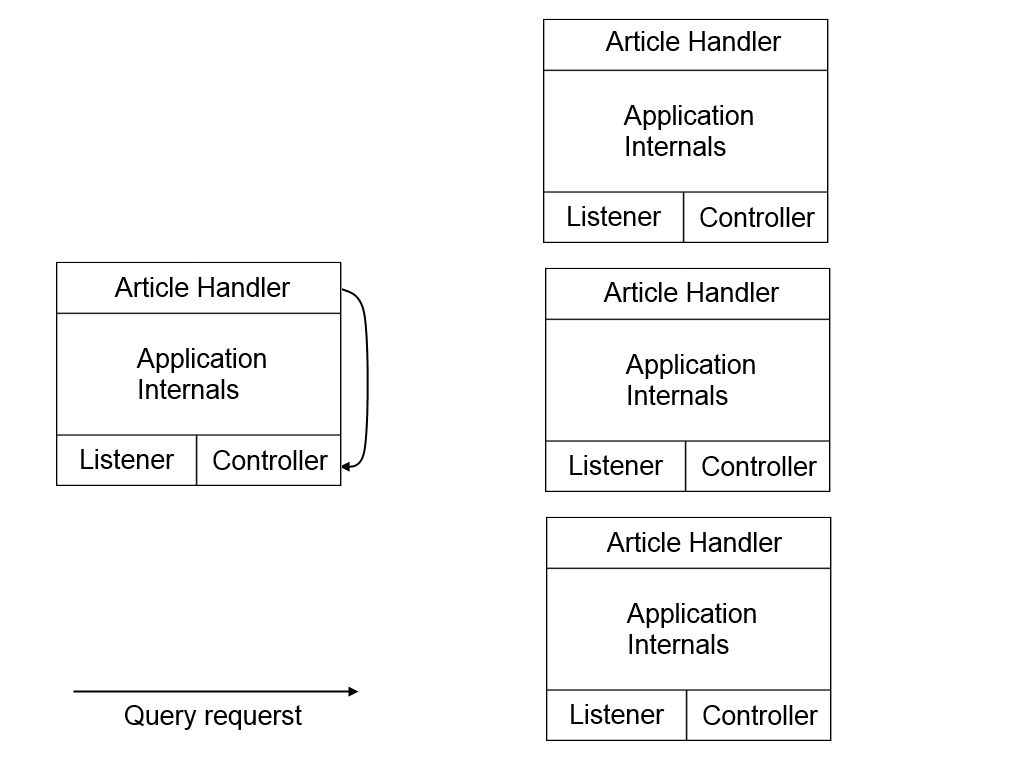 Article Handler
Application
Internals
Listener
Controller
Article Handler
Application
Internals
Listener
Controller
Article Handler
Application
Internals
Listener
Controller
Article Handler
Application
Internals
Listener
Controller
Query requerst